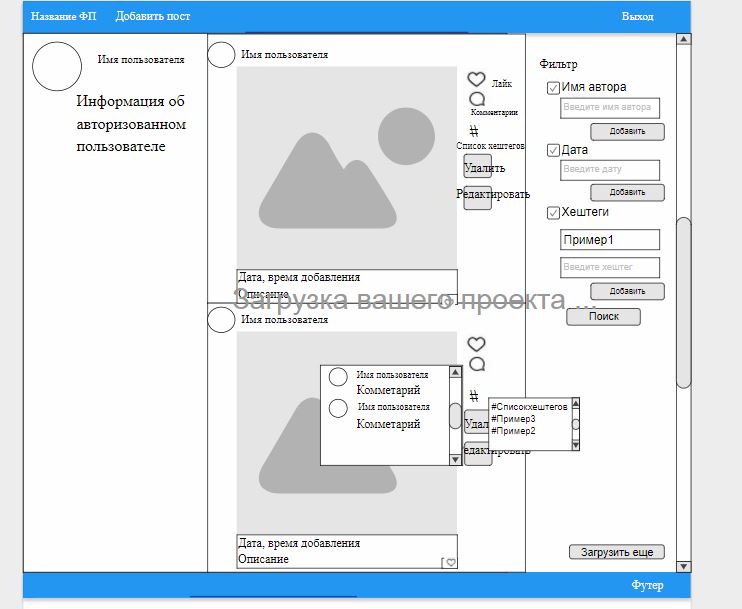 Название ФП
Добавить пост
Выход
Имя пользователя
Информация об
авторизованном
пользователе
Имя пользователя
Лайк
Комментарии
#
Список хештегов
Удалить
Редактировать
Дата, время добавления
Описание
Загрузка вашего проекта ...
Фильтр
Имя автора
Введите имя автора
Добавить
Дата
Введите дату
Добавить
Хештеги
Пример1
Введите хештег
Добавить
Поиск
Имя пользователя
Имя пользователя
Комметарий
Имя пользователя
Комметарий
#
#Списокхештегов
#Пример3
#Пример2
Удал
едактировать
Дата, время добавления
Описание
Загрузить еще
Футер